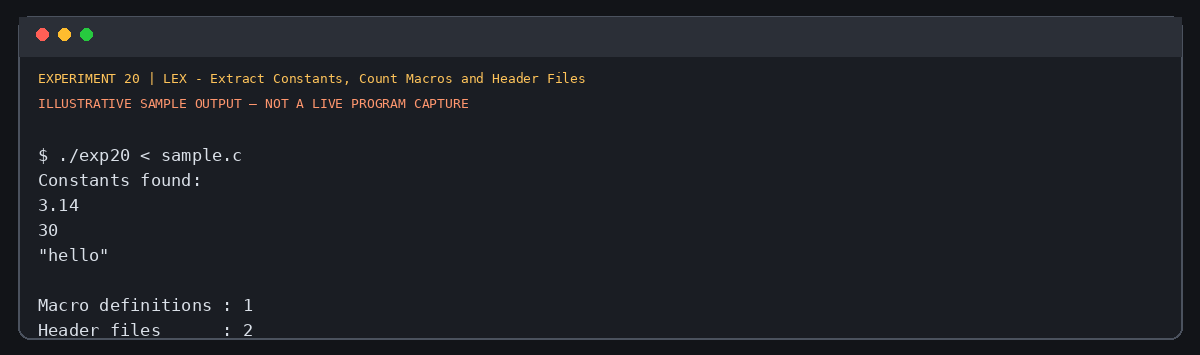 EXPERIMENT 20 | LEX - Extract Constants, Count Macros and Header Files
ILLUSTRATIVE SAMPLE OUTPUT — NOT A LIVE PROGRAM CAPTURE
$ ./exp20 < sample.c
Constants found:
3.14
30
"hello"
Macro definitions : 1
Header files      : 2